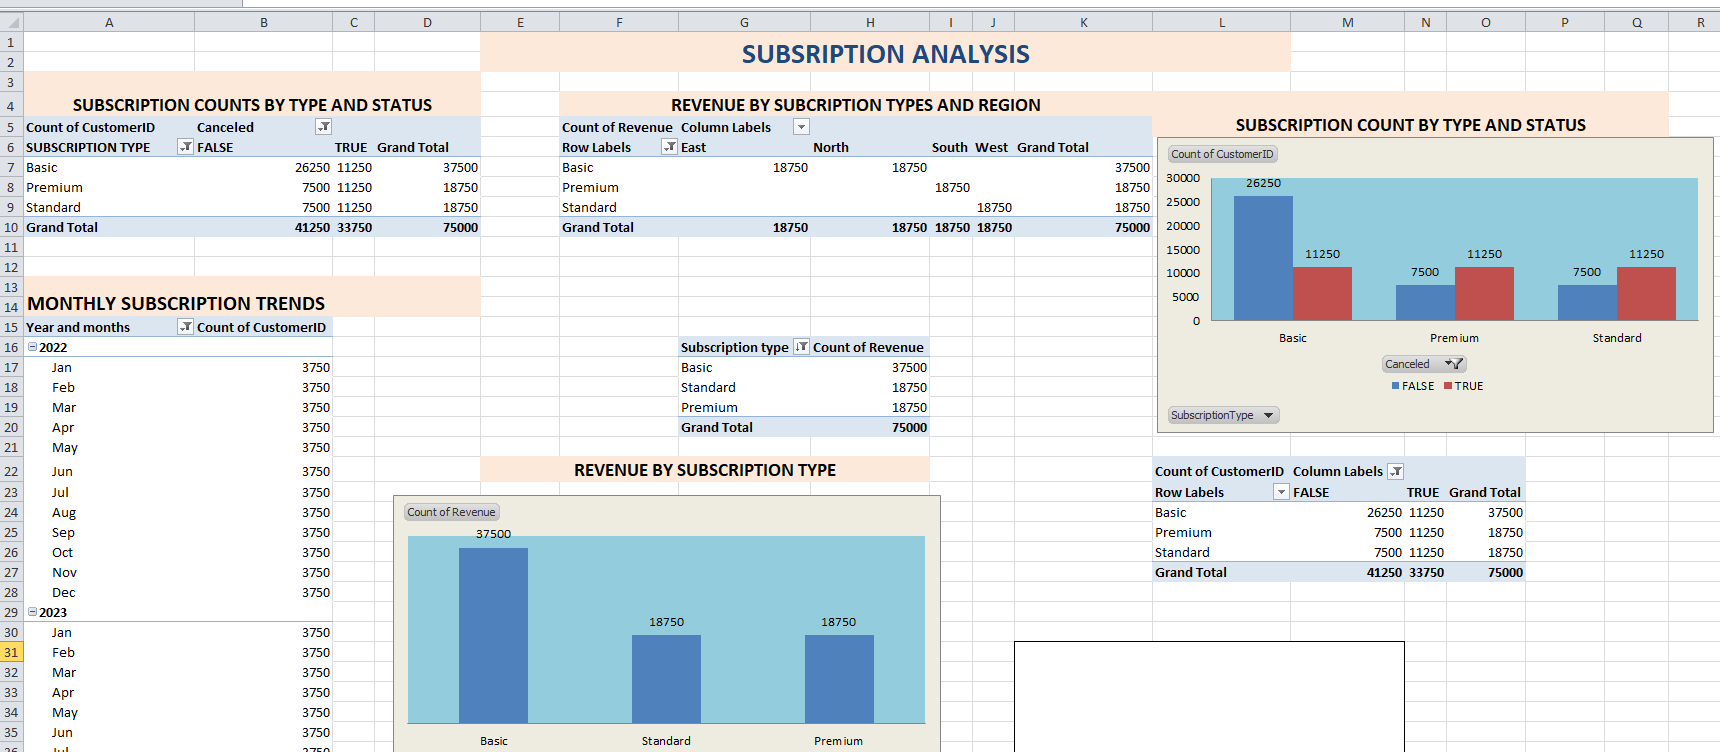 A B C D E F G H I J K L M N O P Q R
1
2 SUBSRIPTION ANALYSIS
3
4 SUBSCRIPTION COUNTS BY TYPE AND STATUS REVENUE BY SUBCRIPTION TYPES AND REGION
SUBSCRIPTION COUNT BY TYPE AND STATUS
5 Count of CustomerID Canceled Count of Revenue Column Labels
6 SUBSCRIPTION TYPE FALSE TRUE Grand Total Row Labels East North South West Grand Total
7 Basic 26250 11250 37500 Basic 18750 18750 37500
8 Premium 7500 11250 18750 Premium 18750 18750
9 Standard 7500 11250 18750 Standard 18750 18750
10 Grand Total 41250 33750 75000 Grand Total 18750 18750 18750 18750 75000
11
12
Count of CustomerID
30000
25000
20000
15000
10000
5000
0
26250 11250 7500 11250 7500 11250
Basic Premium Standard
Canceled
FALSE TRUE
SubscriptionType
13
14 MONTHLY SUBSCRIPTION TRENDS
15 Year and months Count of CustomerID
16 2022 Subscription type Count of Revenue
17 Jan 3750 Basic 37500
18 Feb 3750 Standard 18750
19 Mar 3750 Premium 18750
20 Apr 3750 Grand Total 75000
21 May 3750
22 Jun 3750 REVENUE BY SUBSCRIPTION TYPE Count of CustomerID Column Labels
23 Jul 3750 Row Labels FALSE TRUE Grand Total
24 Aug 3750 Basic 26250 11250 37500
25 Sep 3750 Premium 7500 11250 18750
26 Oct 3750 Standard 7500 11250 18750
27 Nov 3750 Grand Total 41250 33750 75000
28 Dec 3750
29 2023
30 Jan 3750
31 Feb 3750
32 Mar 3750
33 Apr 3750
34 May 3750
35 Jun 3750
Count of Revenue
37500
18750 18750
Basic Standard Premium